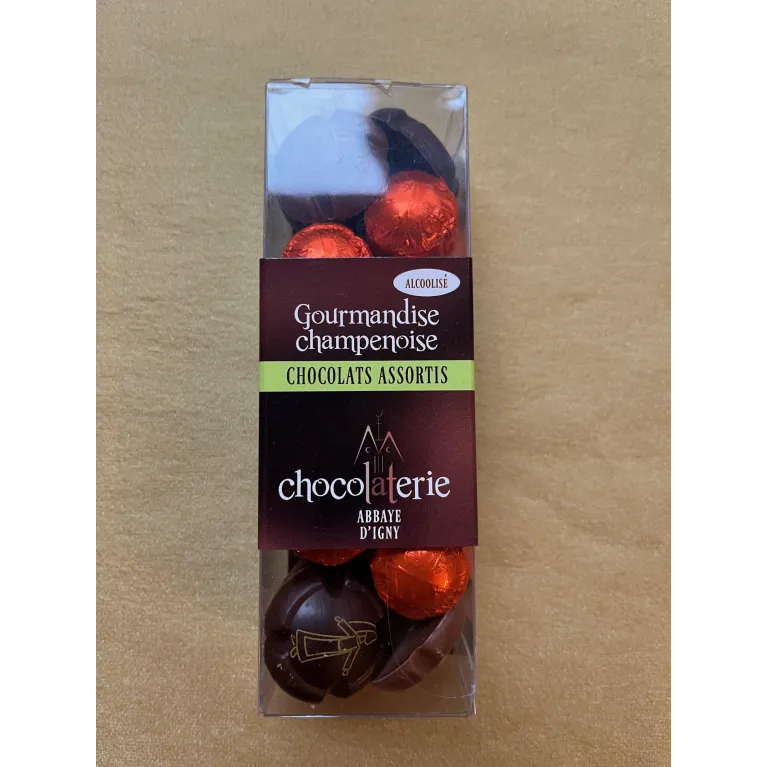 ALCOOLISÉ
Gourmandise
champenoise
CHOCOLATS ASSORTIS
chocolaterie
ABBAYE
D'IGNY